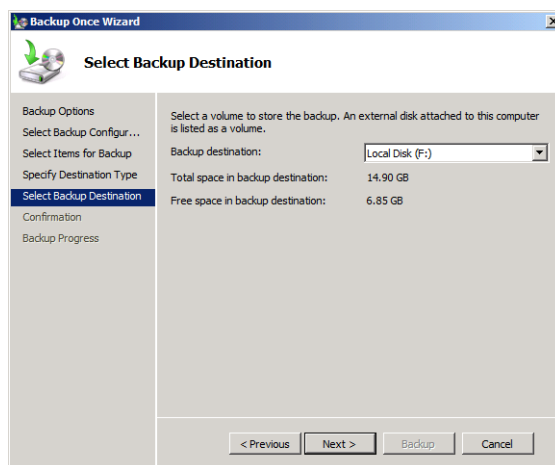 Backup Once Wizard
Select Backup Destination
Backup Options
Select Backup Configur...
Select Items for Backup
Specify Destination Type
Select Backup Destination
Confirmation
Backup Progress
Select a volume to store the backup. An external disk attached to this computer
is listed as a volume.
Backup destination: Local Disk (F:)
Total space in backup destination: 14.90 GB
Free space in backup destination: 6.85 GB
< Previous Next > Backup Cancel